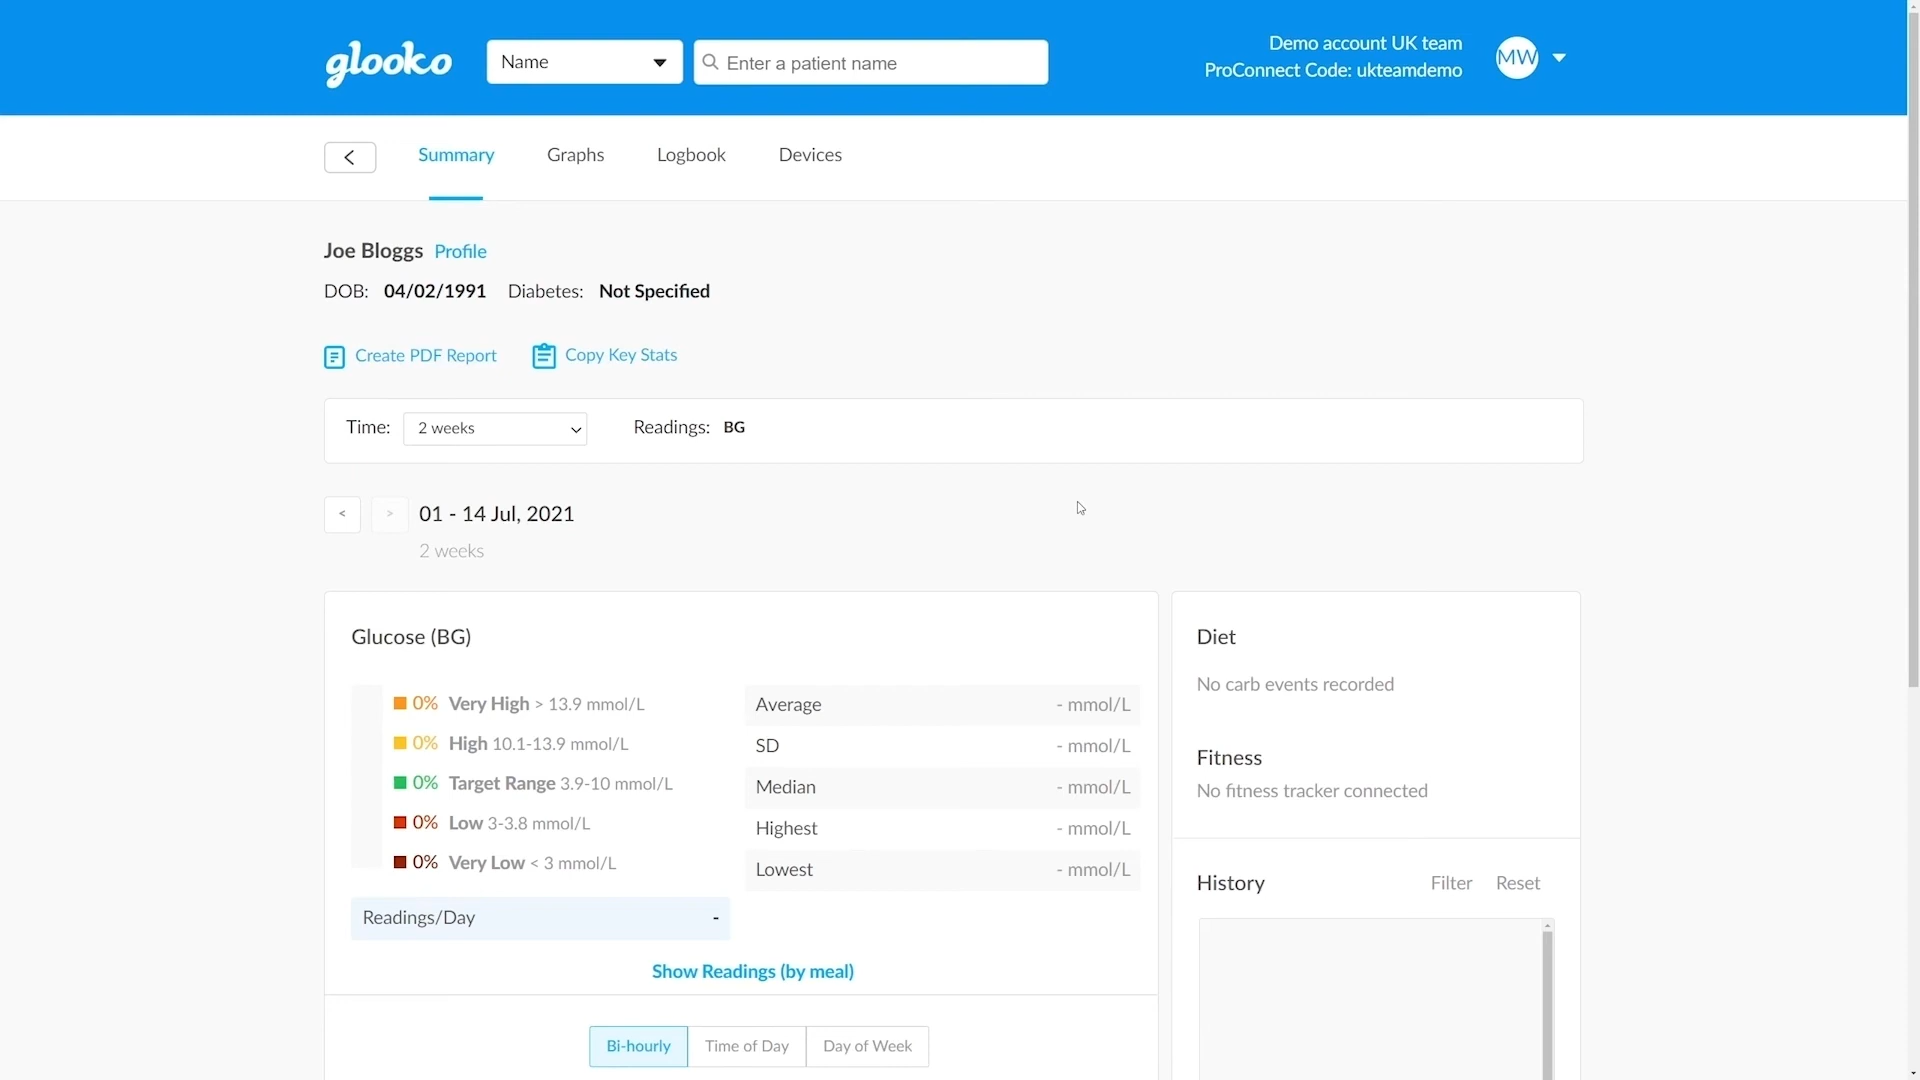 glooko
Name
Enter a patient name
Demo account UK team
ProConnect Code: ukteamdemo
MW
Summary
Graphs
Logbook
Devices
Joe Bloggs Profile
DOB: 04/02/1991 Diabetes: Not Specified
Create PDF Report
Copy Key Stats
Time: 2 weeks
Readings: BG
< > 01 - 14 Jul, 2021
2 weeks
Glucose (BG)
0% Very High > 13.9 mmol/L
0% High 10.1-13.9 mmol/L
0% Target Range 3.9-10 mmol/L
0% Low 3-3.8 mmol/L
0% Very Low < 3 mmol/L
Readings/Day -
Average - mmol/L
SD - mmol/L
Median - mmol/L
Highest - mmol/L
Lowest - mmol/L
Show Readings (by meal)
Bi-hourly
Time of Day
Day of Week
Diet
No carb events recorded
Fitness
No fitness tracker connected
History
Filter
Reset